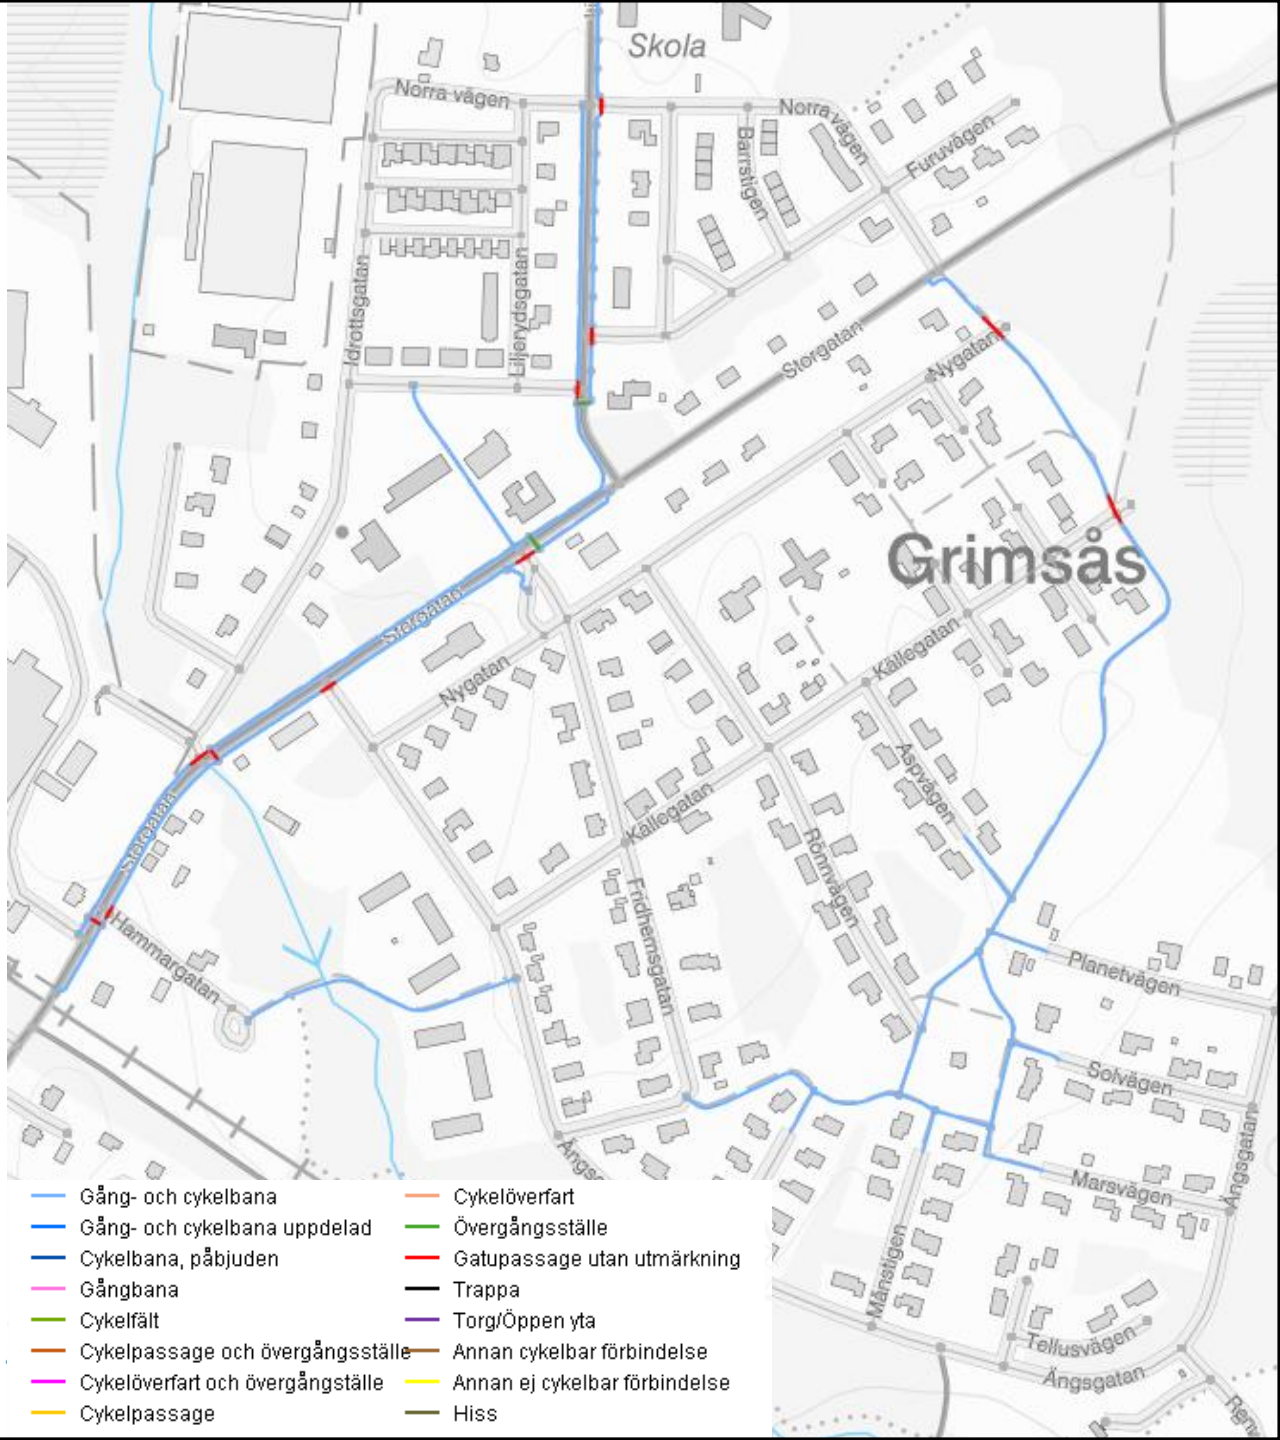 Skola
Norra vägen
Norra vägen
Furuvägen
Barrstigen
Idrottsgatan
Liljerydsgatan
Storgatan
Nygatan
Grimsås
Storgatan
Nygatan
Källegatan
Aspvägen
Storgatan
Källegatan
Rönnvägen
Fridhemsgatan
Hammargatan
Planetvägen
Solvägen
Ängsgatan
Ängsg
Marsvägen
Månstigen
Tellusvägen
Ängsgatan
Gång- och cykelbana
Gång- och cykelbana uppdelad
Cykelbana, påbjuden
Gångbana
Cykelfält
Cykelpassage och övergångsställe
Cykelöverfart och övergångställe
Cykelpassage
Cykelöverfart
Övergångsställe
Gatupassage utan utmärkning
Trappa
Torg/Öppen yta
Annan cykelbar förbindelse
Annan ej cykelbar förbindelse
Hiss